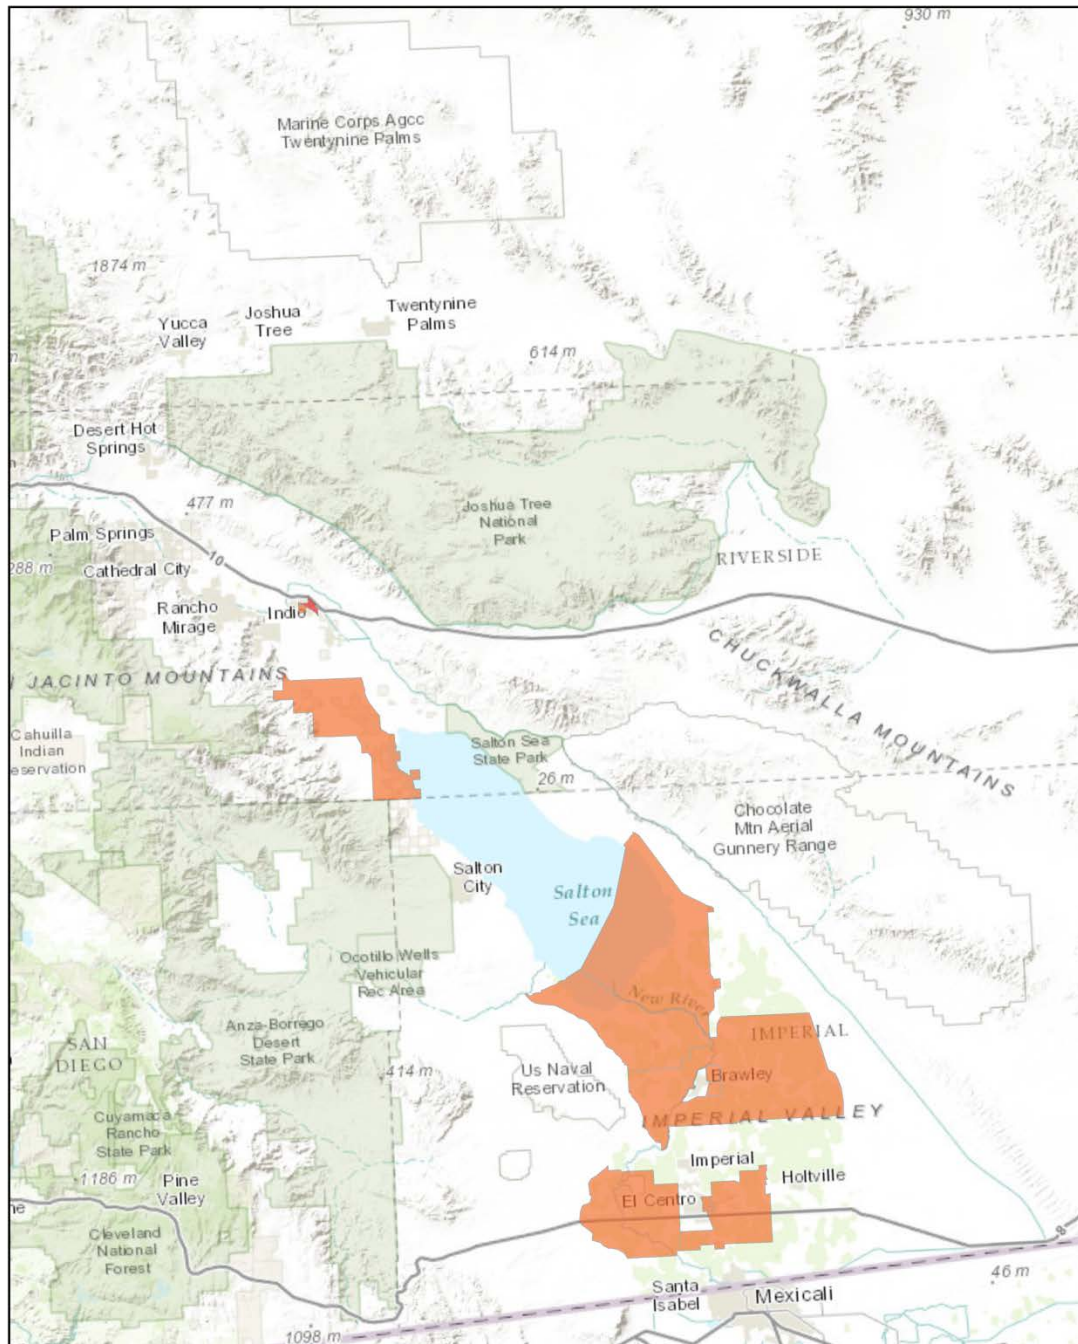 930 m
Marine Corps Agcc
Twentynine Palms
1874 m
Yucca
Valley
Joshua
Tree
Twentynine
Palms
614 m
Desert Hot
Springs
477 m
Palm Springs
10
288 m
Cathedral City
Joshua Tree
National
Park
RIVERSIDE
Rancho
Mirage
Indio
JACINTO MOUNTAINS
CHUCKWALLA MOUNTAINS
Cahuilla
Indian
eservation
Salton Sea
State Park
26 m
Chocolate
Mtn Aerial
Gunnery Range
Salton
City
Salton
Sea
Ocotillo Wells
Vehicular
Rec Area
New River
SAN
DIEGO
Anza-Borrego
Desert
State Park
414 m
Us Naval
Reservation
IMPERIAL
Brawley
IMPERIAL VALLEY
Cuyamaca
Rancho
State Park
1186 m
Pine
Valley
Imperial
Holtville
El Centro
Cleveland
National
Forest
8
46 m
Santa
Isabel
Mexicali
1098 m